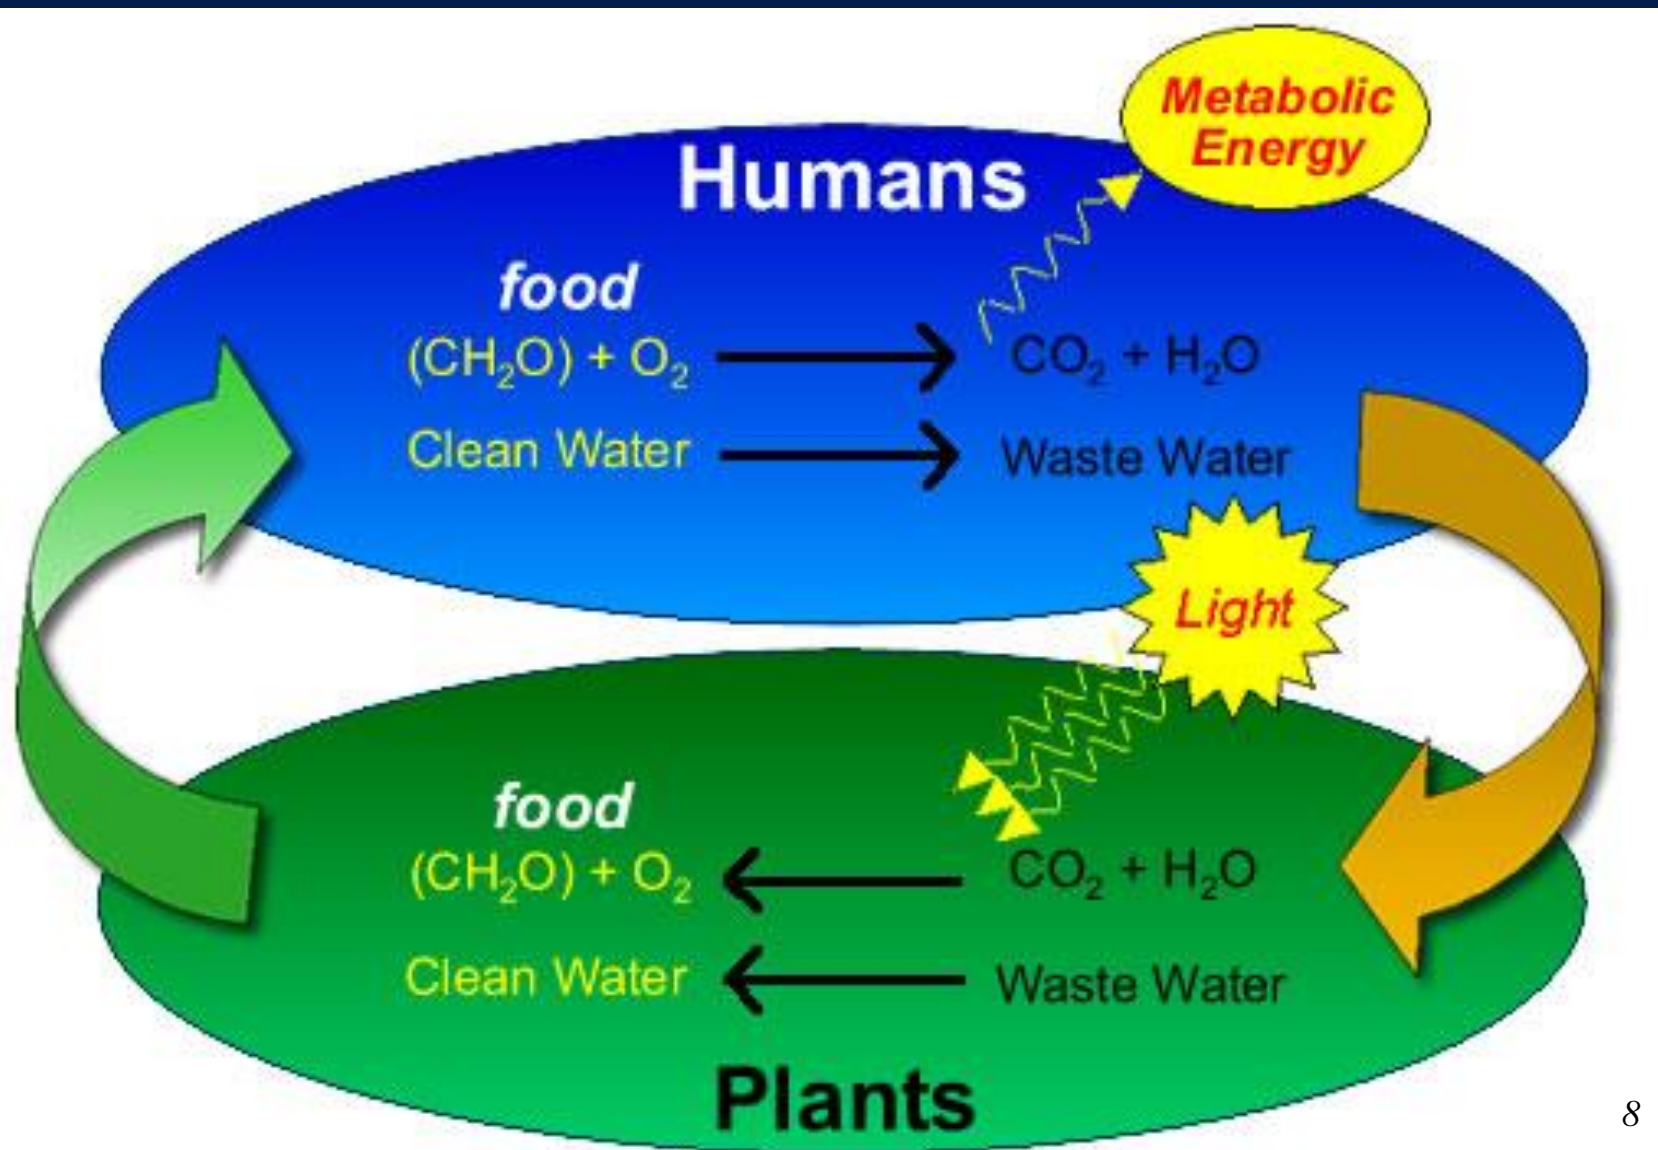 Metabolic
Energy
Humans
food
(CH₂O) + O₂ CO₂ + H₂O
Clean Water Waste Water
Light
food
(CH₂O) + O₂ CO₂ + H₂O
Clean Water Waste Water
Plants
8